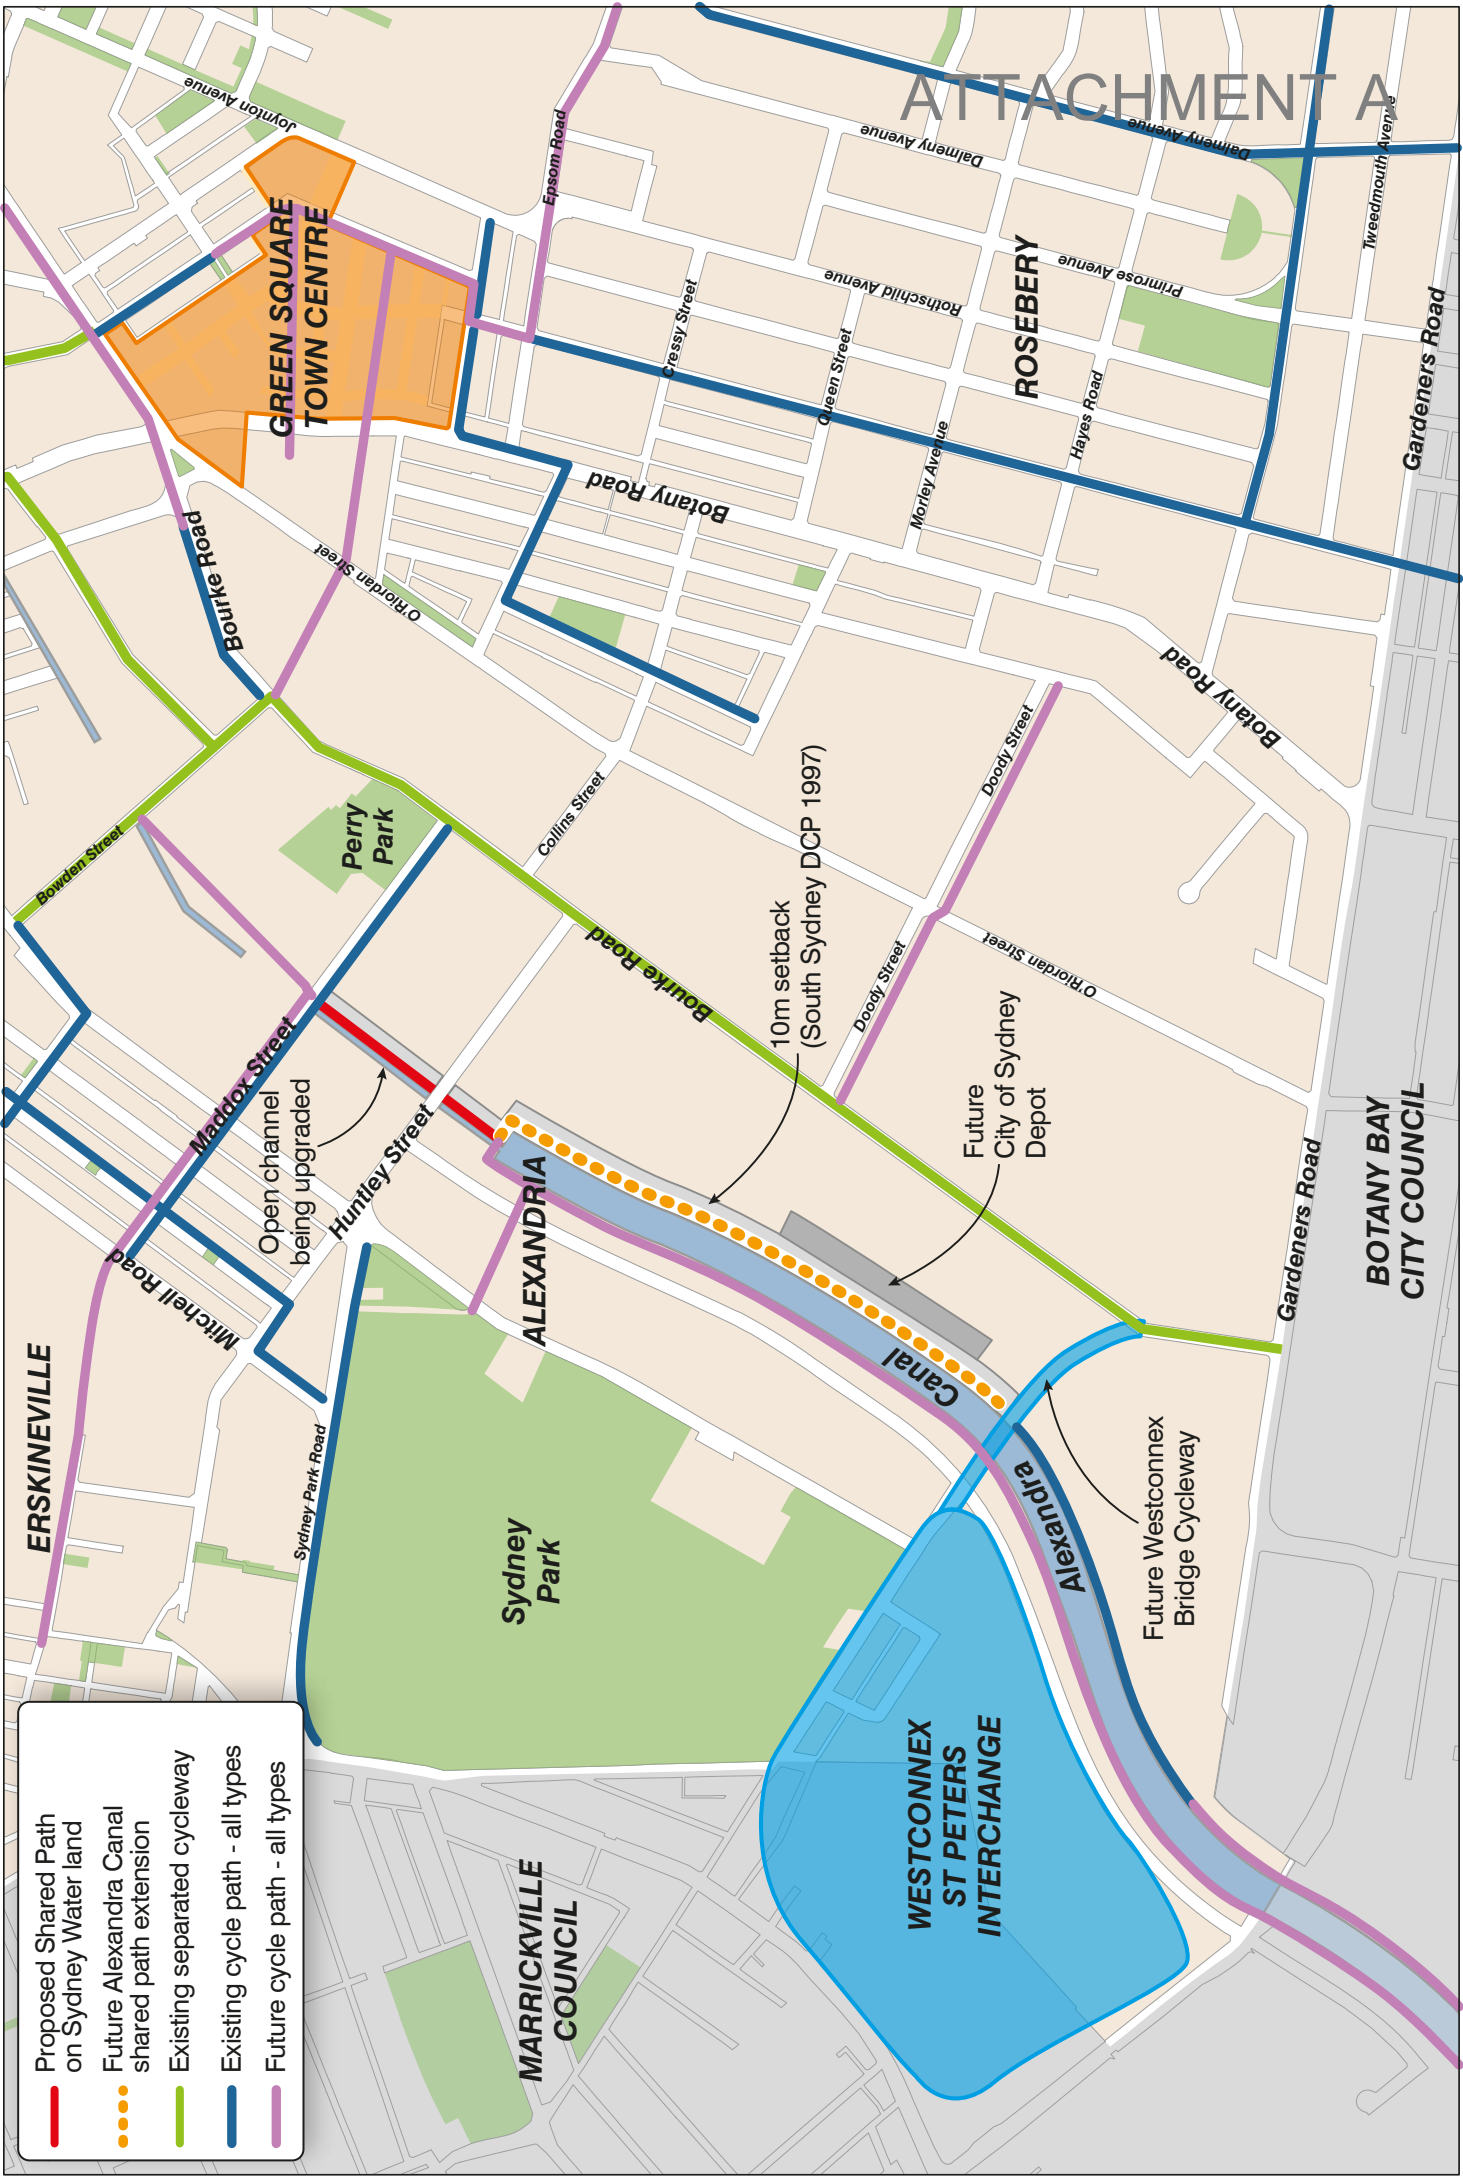 ATTACHMENT A
Proposed Shared Path
on Sydney Water land
Future Alexandra Canal
shared path extension
Existing separated cycleway
Existing cycle path - all types
Future cycle path - all types
ERSKINEVILLE
Mitchell Road
Maddox Street
Open channel
being upgraded
Huntley Street
Sydney Park Road
Sydney
Park
ALEXANDRIA
Bowden Street
Perry
Park
Bourke Road
Bourke Road
O'Riordan Street
O'Riordan Street
Collins Street
GREEN SQUARE
TOWN CENTRE
Joynton Avenue
Epsom Road
Botany Road
Botany Road
Cressy Street
Queen Street
Morley Avenue
Hayes Road
Rothschild Avenue
Primrose Avenue
Dalmeny Avenue
Dalmeny Avenue
Tweedmouth Avenue
ROSEBERY
Gardeners Road
Gardeners Road
Doody Street
Doody Street
10m setback
(South Sydney DCP 1997)
Future
City of Sydney
Depot
Alexandra
Canal
Future Westconnex
Bridge Cycleway
WESTCONNEX
ST PETERS
INTERCHANGE
MARRICKVILLE
COUNCIL
BOTANY BAY
CITY COUNCIL